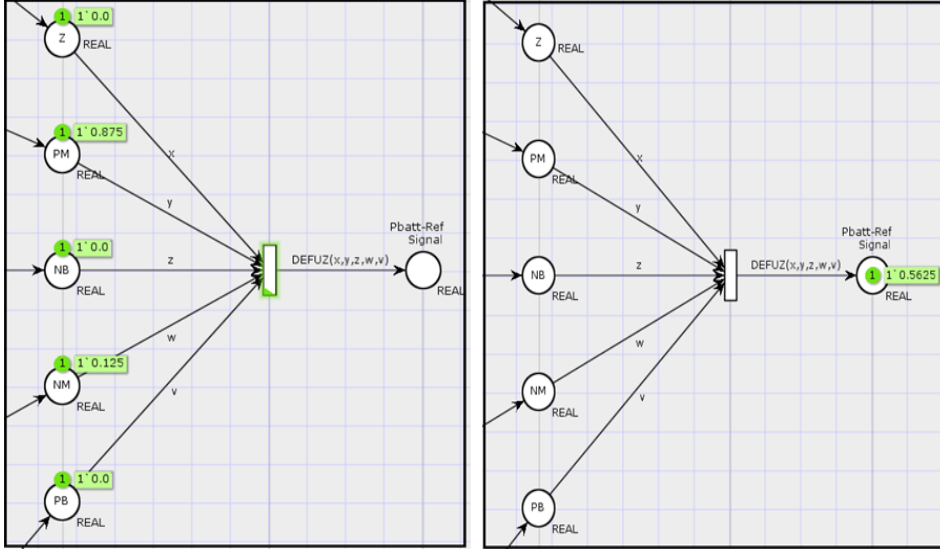 1 1`0.0
Z
REAL
1 1`0.875
PM
REAL
x
y
1 1`0.0
NB
REAL
z
DEFUZ(x,y,z,w,v)
Pbatt-Ref
Signal
REAL
w
1 1`0.125
NM
REAL
v
1 1`0.0
PB
REAL
Z
REAL
PM
REAL
x
y
NB
REAL
z
DEFUZ(x,y,z,w,v)
Pbatt-Ref
Signal
1 1`0.5625
REAL
w
NM
REAL
v
PB
REAL